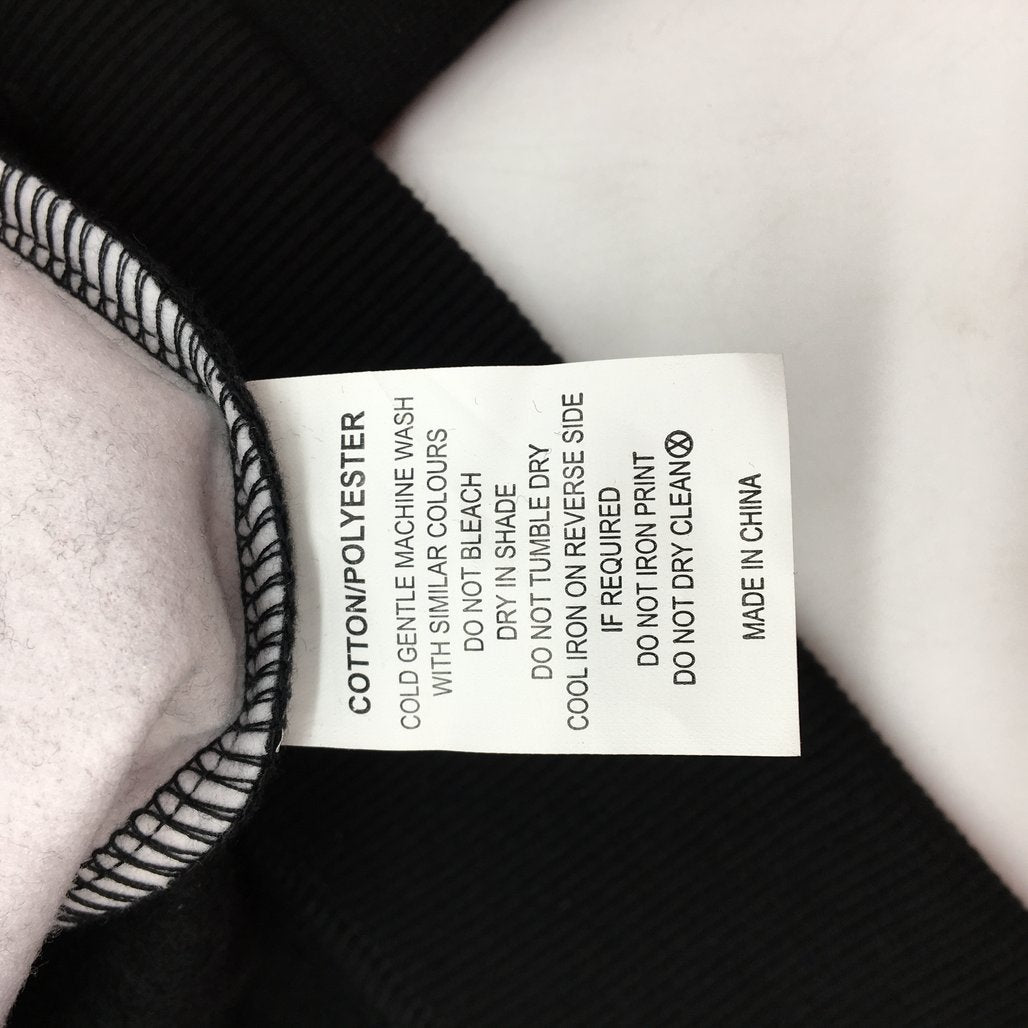 COTTON/POLYESTER
COLD GENTLE MACHINE WASH
WITH SIMILAR COLOURS
DO NOT BLEACH
DRY IN SHADE
DO NOT TUMBLE DRY
COOL IRON ON REVERSE SIDE
IF REQUIRED
DO NOT IRON PRINT
DO NOT DRY CLEAN
MADE IN CHINA